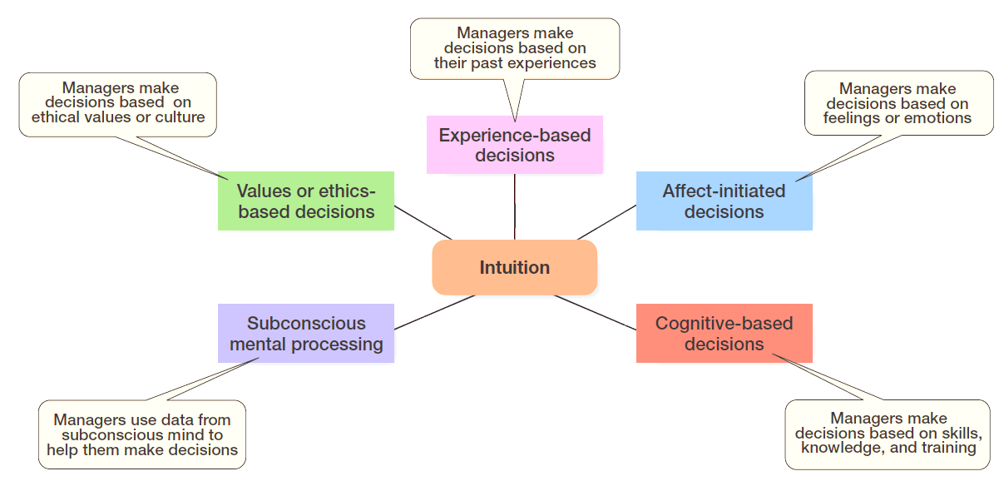 Managers make
decisions based on
their past experiences
Managers make
decisions based on
ethical values or culture
Managers make
decisions based on
feelings or emotions
Experience-based
decisions
Values or ethics-
based decisions
Affect-initiated
decisions
Intuition
Subconscious
mental processing
Cognitive-based
decisions
Managers use data from
subconscious mind to
help them make decisions
Managers make
decisions based on skills,
knowledge, and training